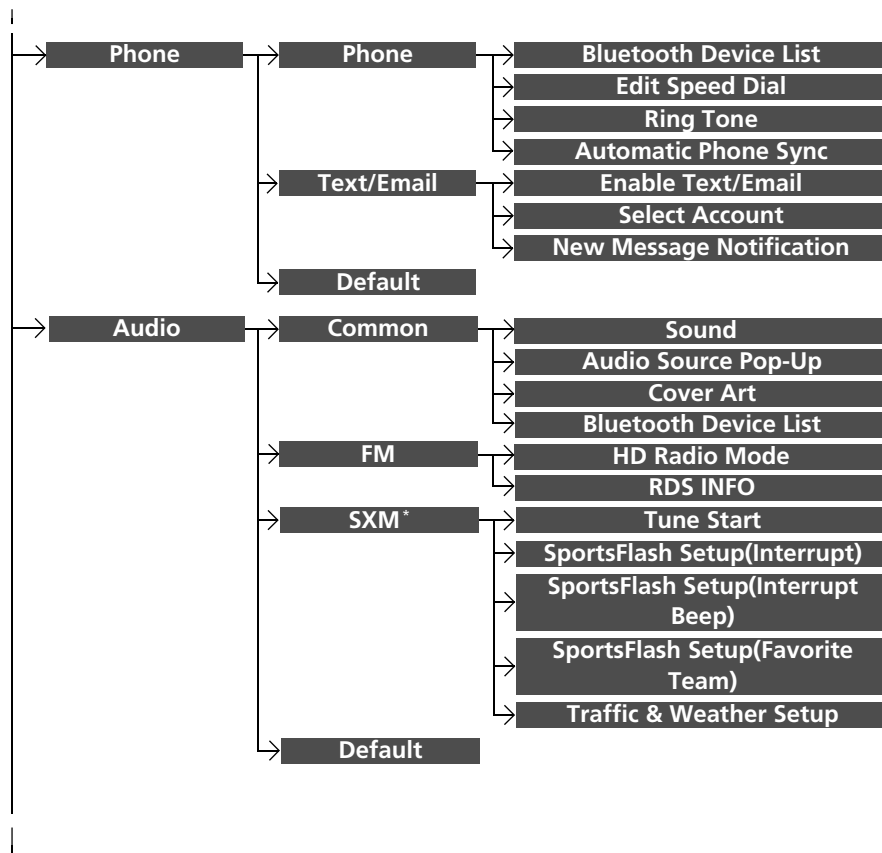 Phone
Phone
Bluetooth Device List
Edit Speed Dial
Ring Tone
Automatic Phone Sync
Text/Email
Enable Text/Email
Select Account
New Message Notification
Default
Audio
Common
Sound
Audio Source Pop-Up
Cover Art
Bluetooth Device List
FM
HD Radio Mode
RDS INFO
SXM*
Tune Start
SportsFlash Setup(Interrupt)
SportsFlash Setup(Interrupt
Beep)
SportsFlash Setup(Favorite
Team)
Traffic & Weather Setup
Default